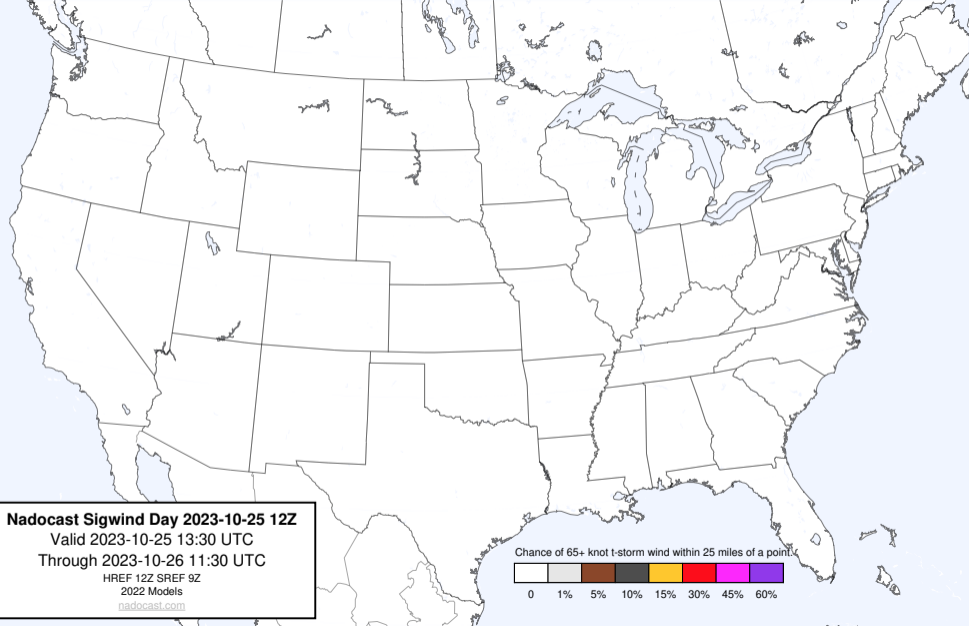 Nadocast Sigwind Day 2023-10-25 12Z
Valid 2023-10-25 13:30 UTC
Through 2023-10-26 11:30 UTC
HREF 12Z SREF 9Z
2022 Models
nadocast.com
Chance of 65+ knot t-storm wind within 25 miles of a point.
0 1% 5% 10% 15% 30% 45% 60%